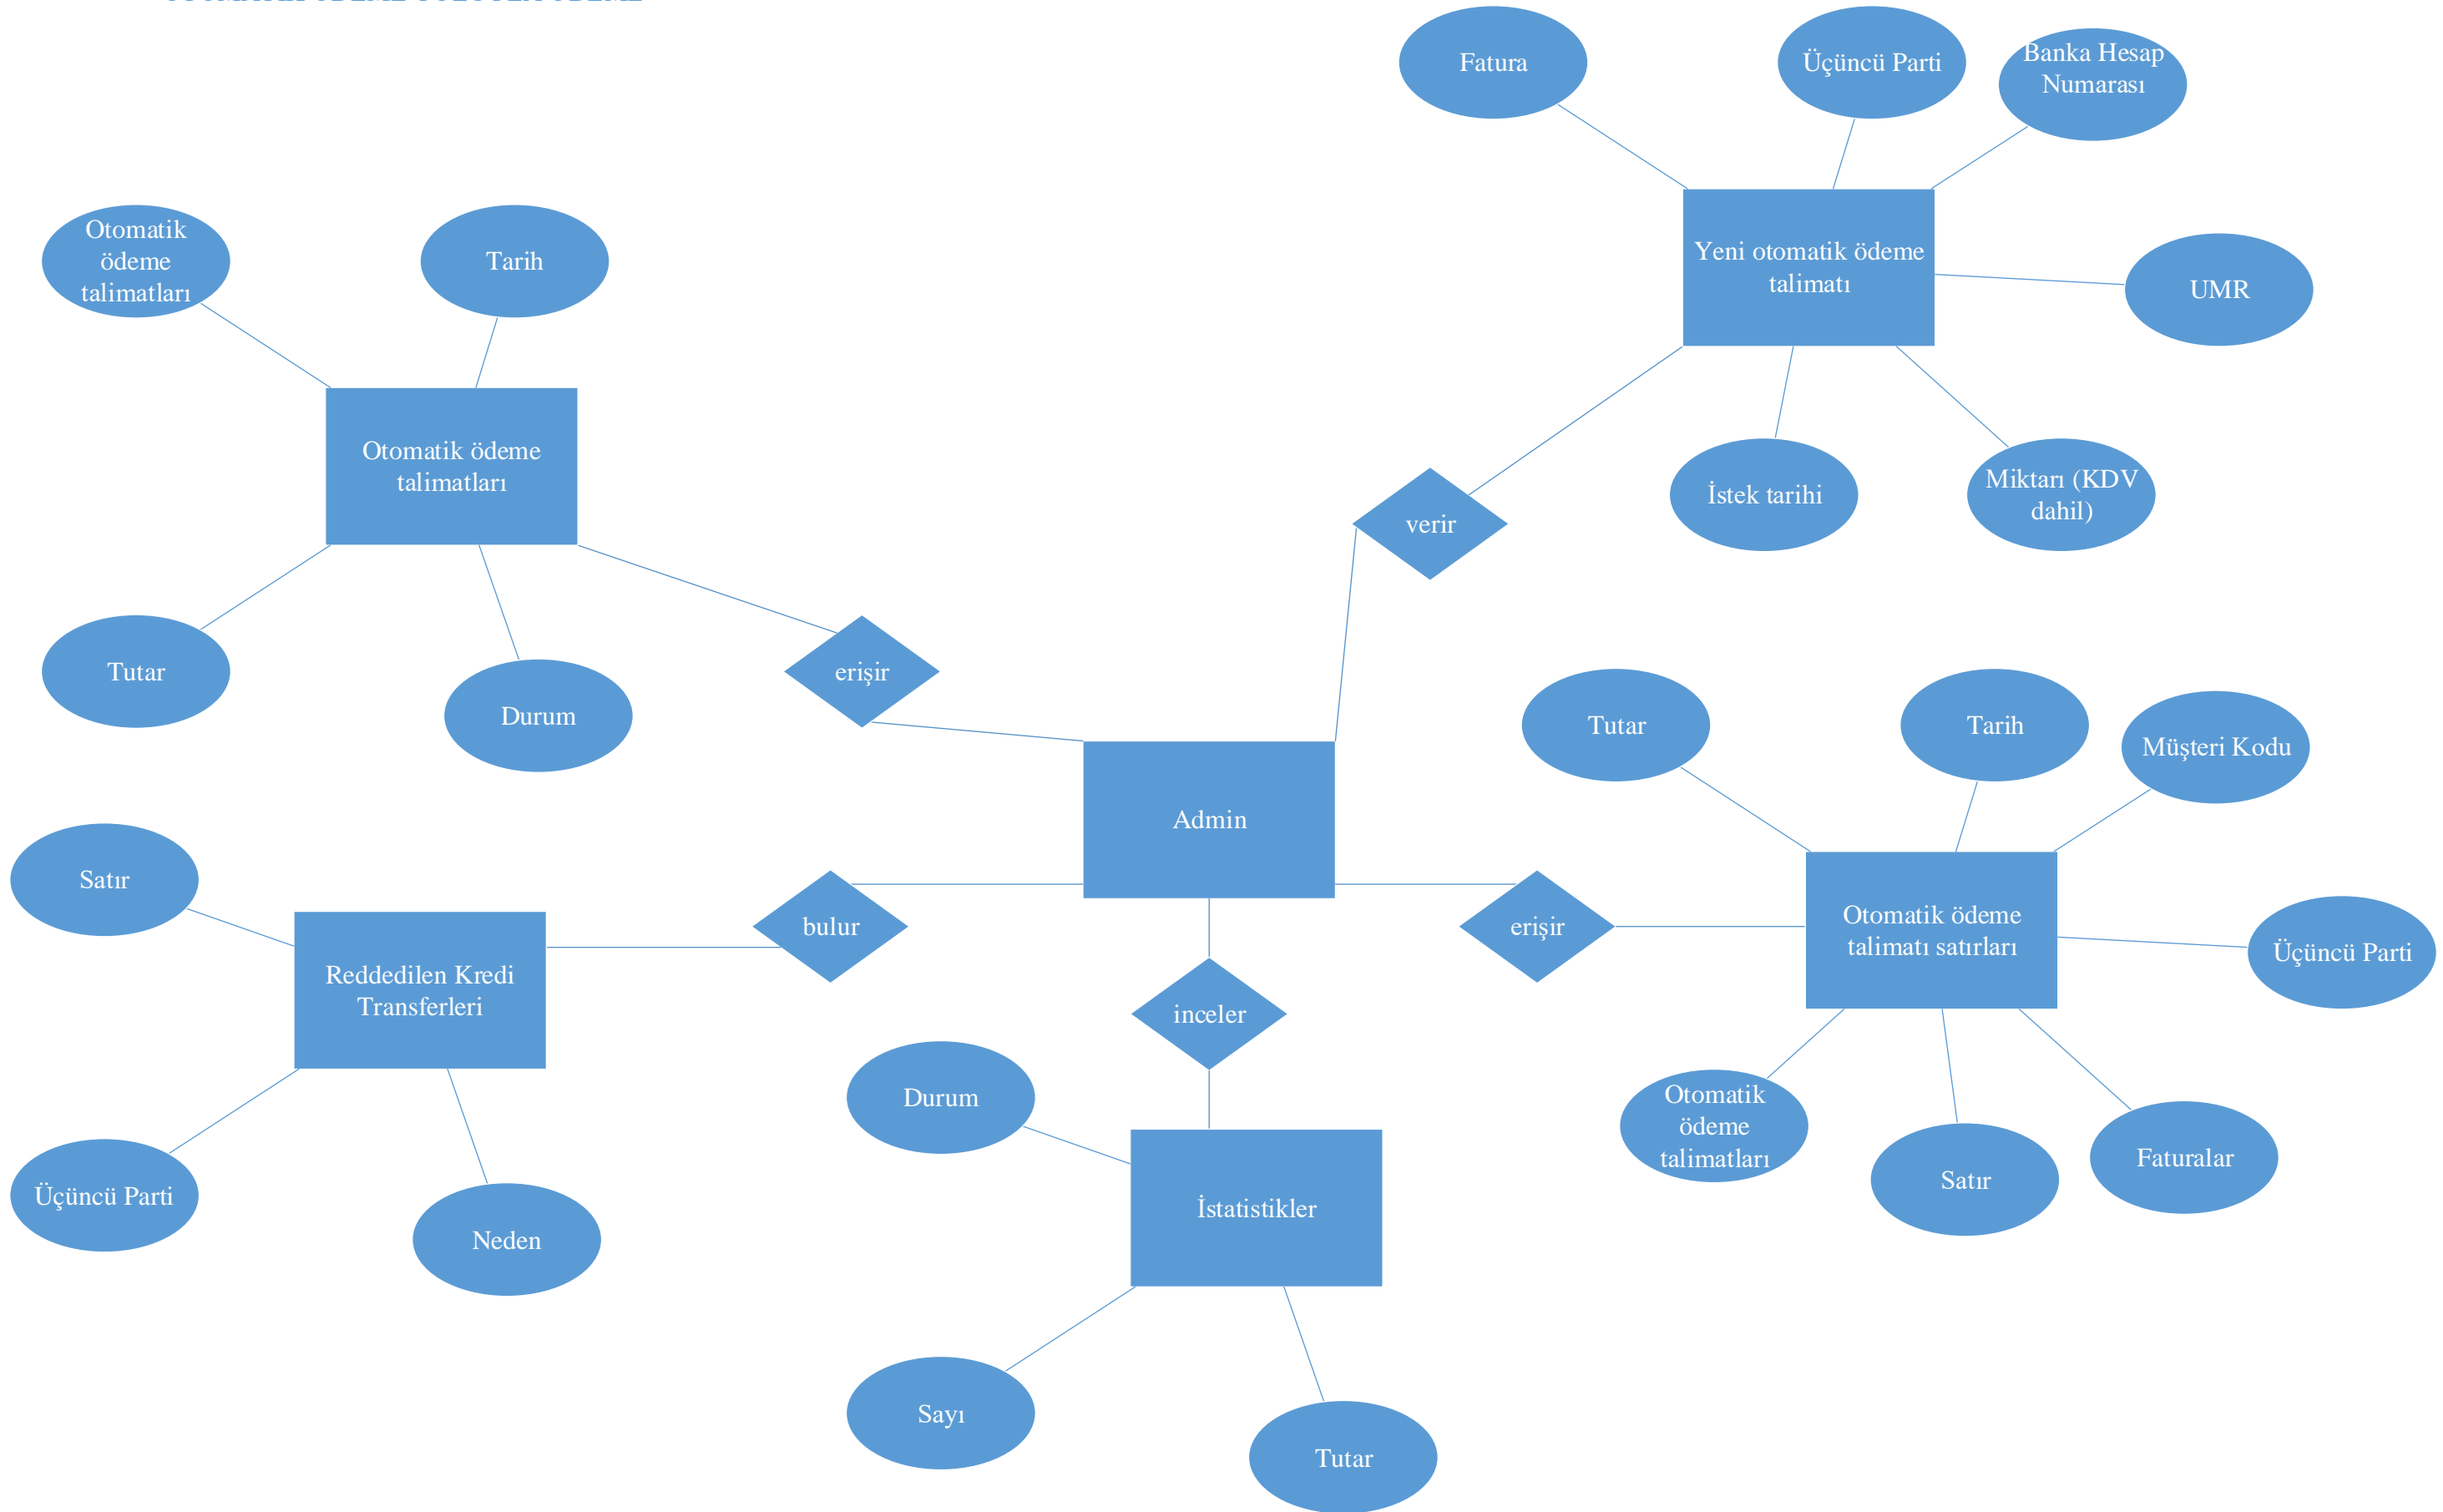 Fatura
Üçüncü Parti
Banka Hesap
Numarası
Yeni otomatik ödeme
talimatı
UMR
İstek tarihi
Miktarı (KDV
dahil)
verir
Otomatik
ödeme
talimatları
Tarih
Otomatik ödeme
talimatları
Tutar
Durum
erişir
Admin
Tutar
Tarih
Müşteri Kodu
erişir
Otomatik ödeme
talimatı satırları
Üçüncü Parti
Otomatik
ödeme
talimatları
Satır
Faturalar
Satır
bulur
Reddedilen Kredi
Transferleri
Üçüncü Parti
Neden
inceler
Durum
İstatistikler
Sayı
Tutar